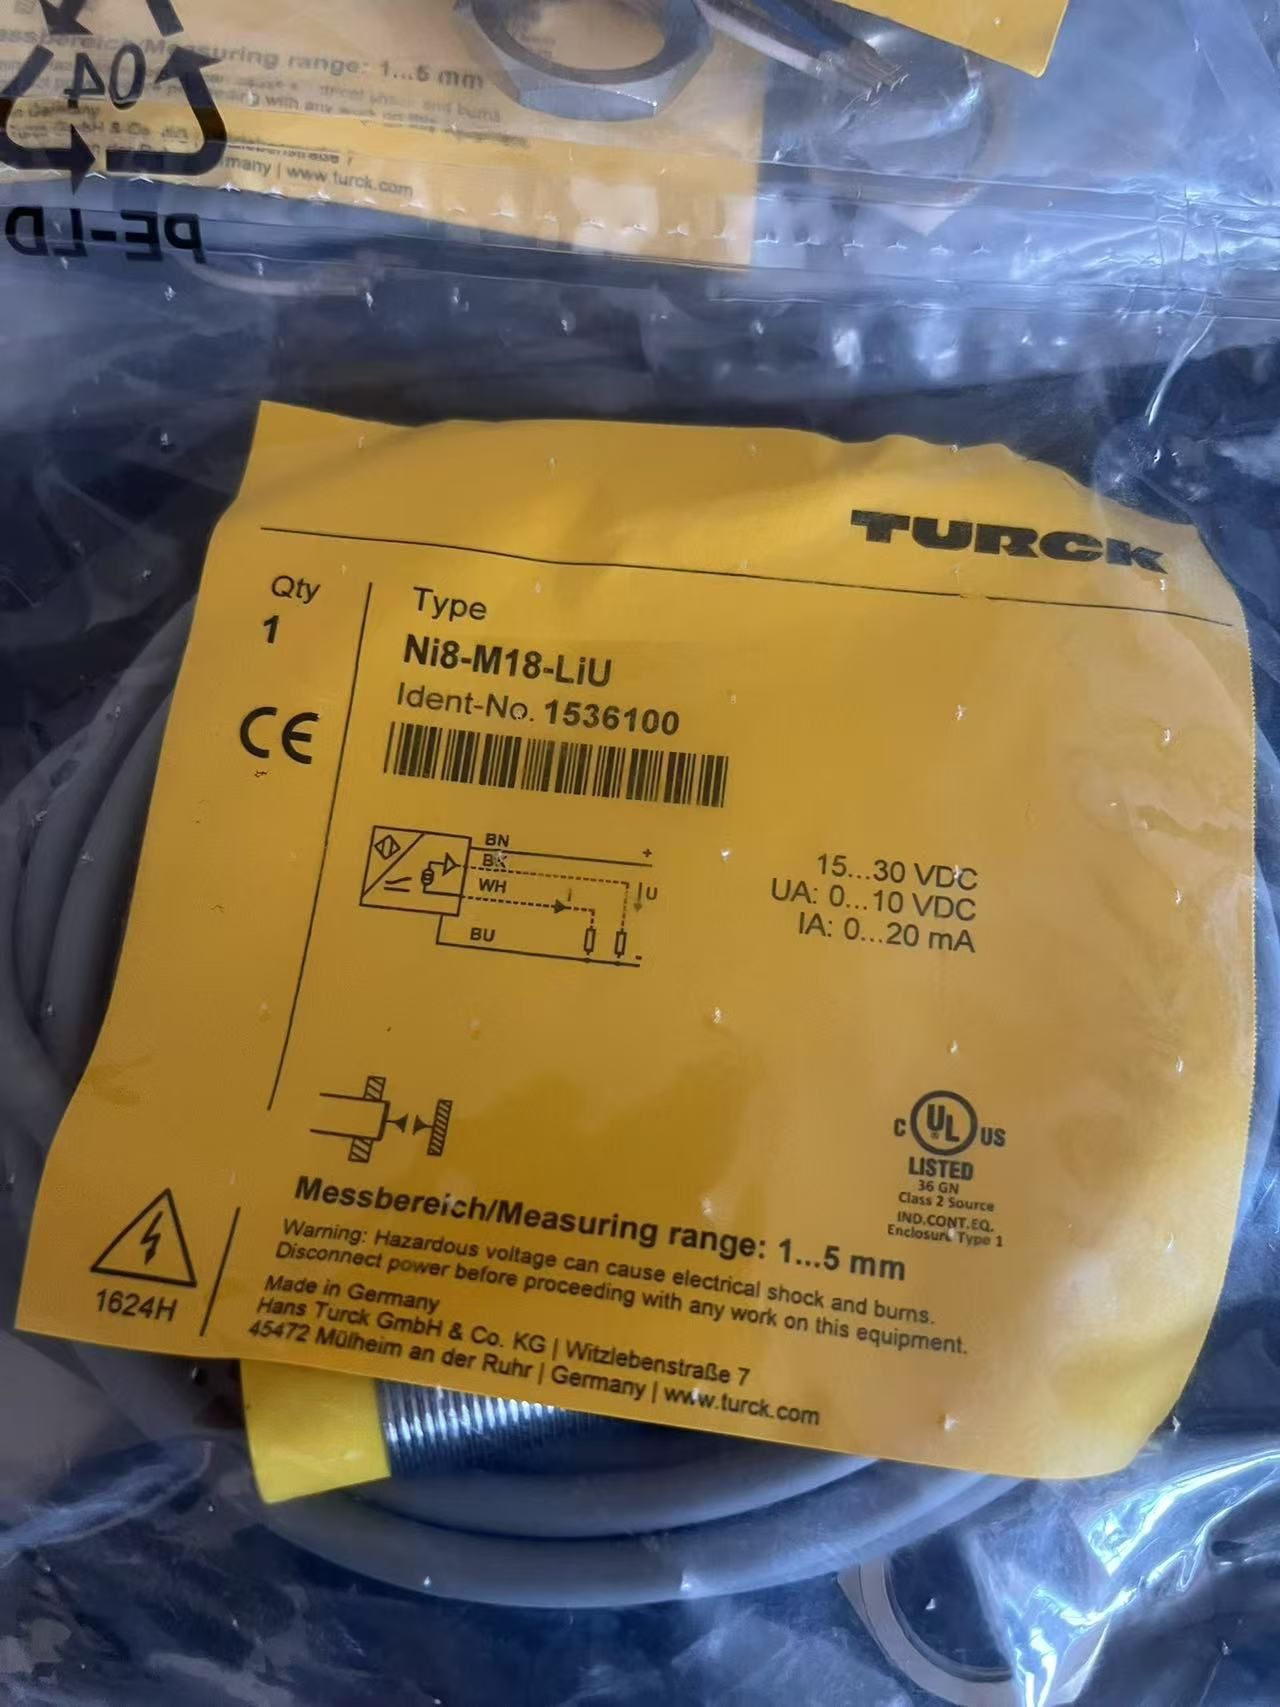 Measuring range: 1...5 mm
04
many | www.turck.com
PE-LD
TURCK
Qty
1
Type
Ni8-M18-LiU
Ident-No. 1536100
CE
BN
BK
WH
BU
+
i
U
-
15...30 VDC
UA: 0...10 VDC
IA: 0...20 mA
C UL US
LISTED
36 GN
Class 2 Source
IND.CONT.EQ.
Enclosure Type 1
Messbereich/Measuring range: 1...5 mm
Warning: Hazardous voltage can cause electrical shock and burns.
Disconnect power before proceeding with any work on this equipment.
1624H
Made in Germany
Hans Turck GmbH & Co. KG | Witzlebenstraße 7
45472 Mülheim an der Ruhr | Germany | www.turck.com